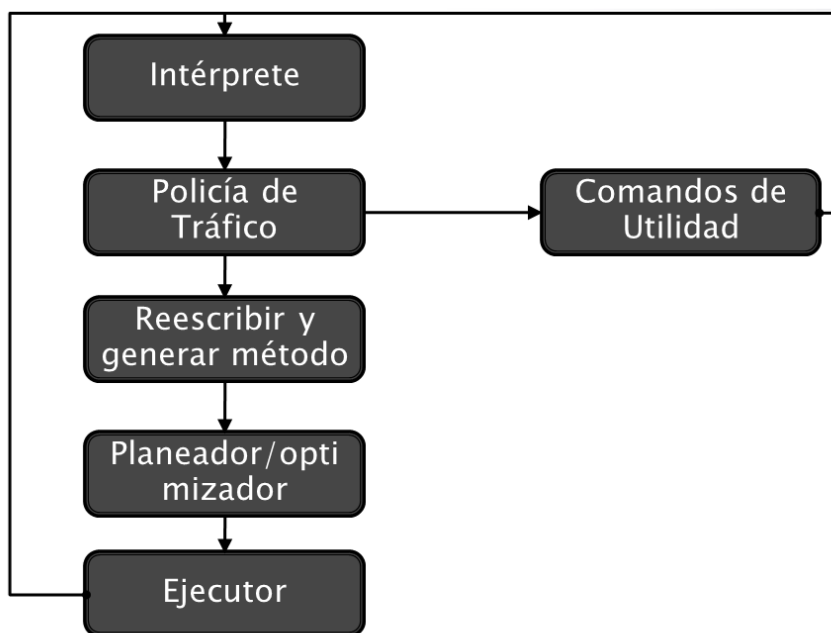 Intérprete
Policía de
Tráfico
Comandos de
Utilidad
Reescribir y
generar método
Planeador/opti
mizador
Ejecutor